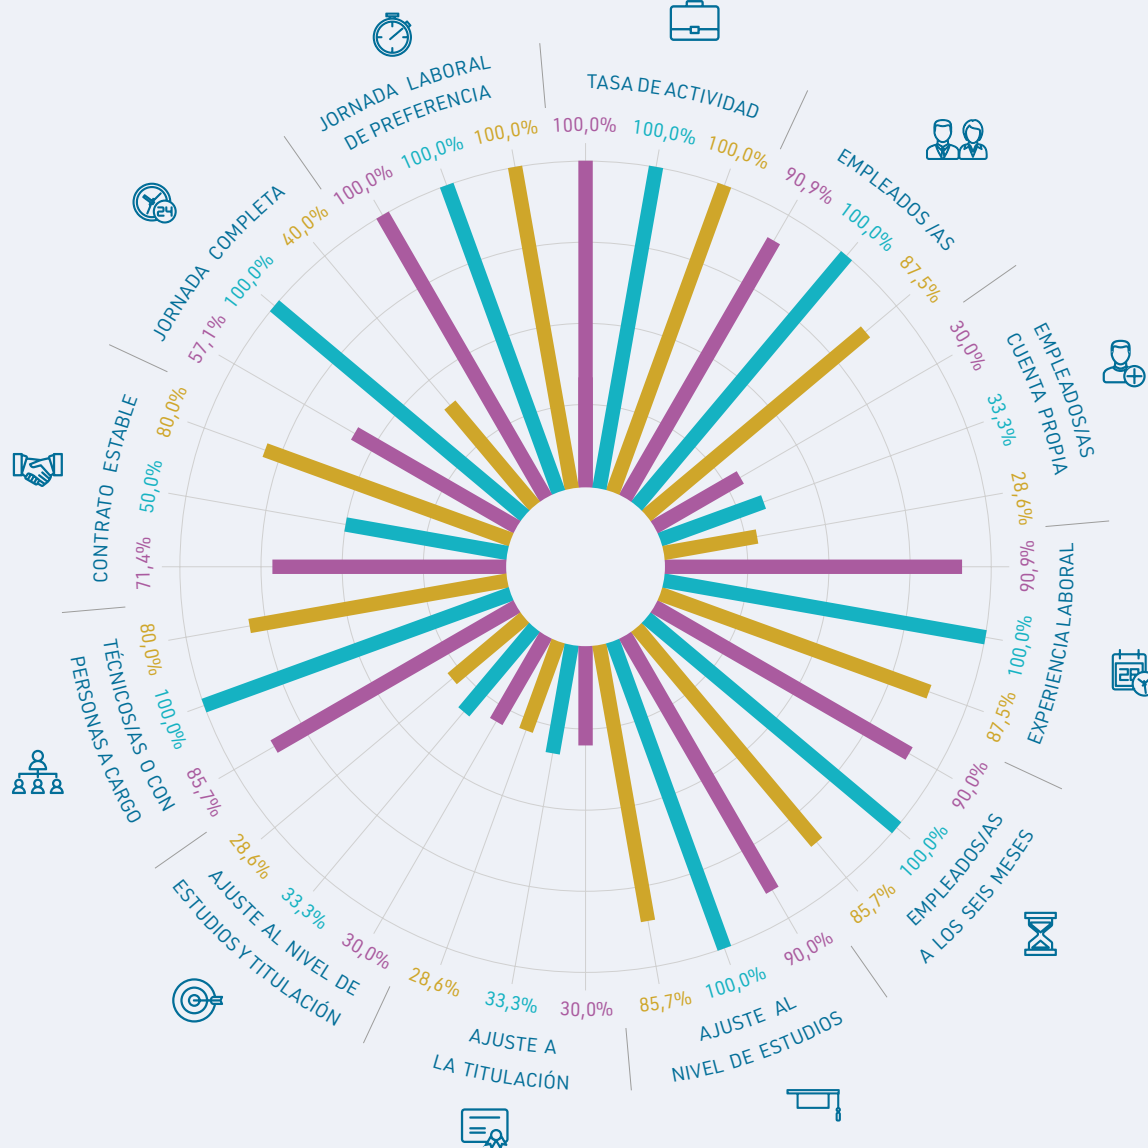 TASA DE ACTIVIDAD
100,0%
100,0%
100,0%
EMPLEADOS/AS
90,9%
100,0%
87,5%
EMPLEADOS/AS
CUENTA PROPIA
30,0%
33,3%
28,6%
EXPERIENCIA LABORAL
90,9%
100,0%
87,5%
EMPLEADOS/AS
A LOS SEIS MESES
90,0%
100,0%
85,7%
AJUSTE AL
NIVEL DE ESTUDIOS
90,0%
100,0%
85,7%
AJUSTE A
LA TITULACIÓN
30,0%
33,3%
28,6%
AJUSTE AL NIVEL DE
ESTUDIOS Y TITULACIÓN
30,0%
33,3%
28,6%
TÉCNICOS/AS O CON
PERSONAS A CARGO
85,7%
100,0%
80,0%
CONTRATO ESTABLE
71,4%
50,0%
80,0%
JORNADA COMPLETA
57,1%
100,0%
40,0%
JORNADA LABORAL
DE PREFERENCIA
100,0%
100,0%
100,0%
24